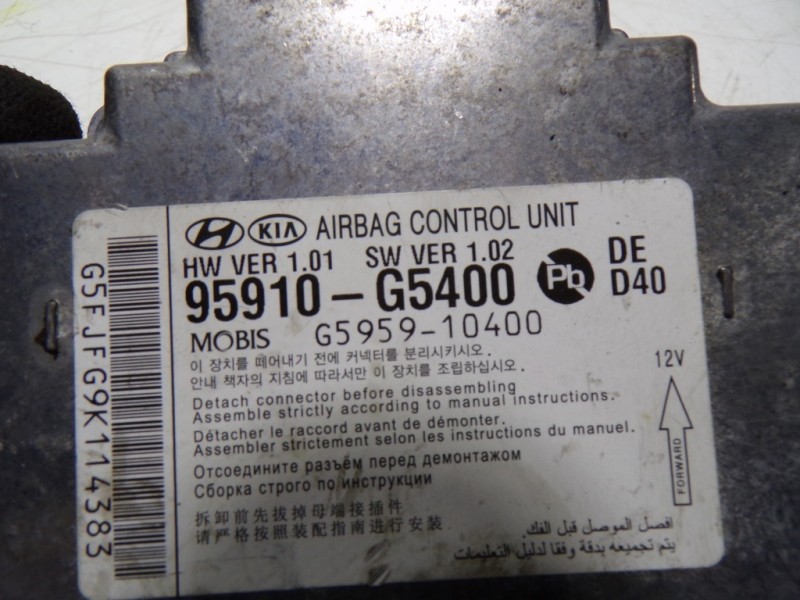 KIA AIRBAG CONTROL UNIT
HW VER 1.01 SW VER 1.02
95910-G5400
Pb
DE
D40
MOBIS G5959-10400
이 장치를 떼어내기 전에 커넥터를 분리시키시오.
안내 책자의 지침에 따라서만 이 장치를 조립하십시오.
12V
Detach connector before disassembling
Assemble strictly according to manual instructions.
Détacher le raccord avant de démonter.
Assembler strictement selon les instructions du manuel.
FORWARD
Отсоедините разъём перед демонтажом
Сборка строго по инструкции
拆卸前先拔掉母端接插件
请严格按照装配指南进行安装
افصل الموصل قبل الفك.
يتم تجميعه بدقة وفقا لدليل التعليمات
G5FJFG9K114383